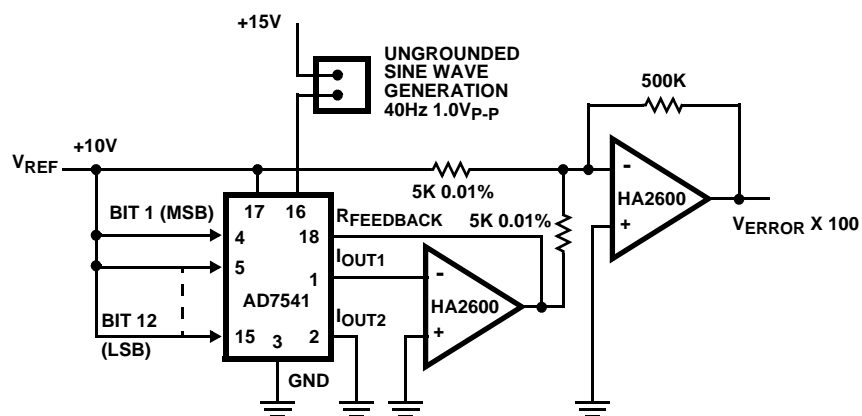 +15V
UNGROUNDED
SINE WAVE
GENERATION
40Hz 1.0VP-P
500K
+10V
VREF
5K 0.01%
BIT 1 (MSB)
17
16
RFEEDBACK
5K 0.01%
-
HA2600
+
VERROR X 100
4
18
5
IOUT1
1
-
HA2600
+
AD7541
IOUT2
BIT 12
(LSB)
15
3
2
GND